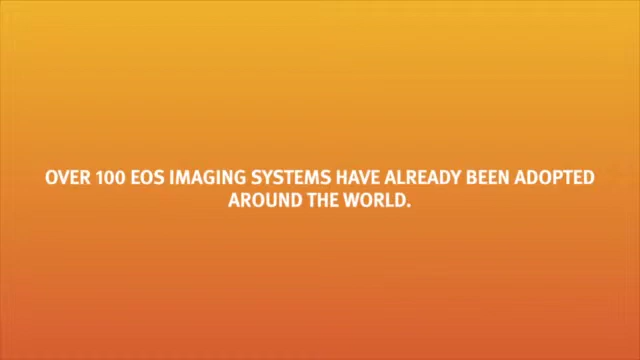 OVER 100 EOS IMAGING SYSTEMS HAVE ALREADY BEEN ADOPTED
AROUND THE WORLD.